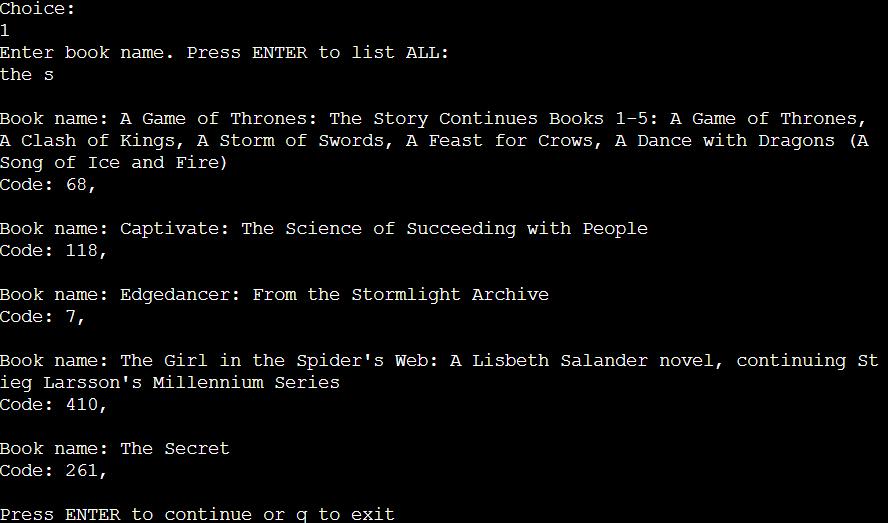 Choice:
1
Enter book name. Press ENTER to list ALL:
the s
Book name: A Game of Thrones: The Story Continues Books 1-5: A Game of Thrones,
A Clash of Kings, A Storm of Swords, A Feast for Crows, A Dance with Dragons (A
Song of Ice and Fire)
Code: 68,
Book name: Captivate: The Science of Succeeding with People
Code: 118,
Book name: Edgedancer: From the Stormlight Archive
Code: 7,
Book name: The Girl in the Spider's Web: A Lisbeth Salander novel, continuing St
ieg Larsson's Millennium Series
Code: 410,
Book name: The Secret
Code: 261,
Press ENTER to continue or q to exit